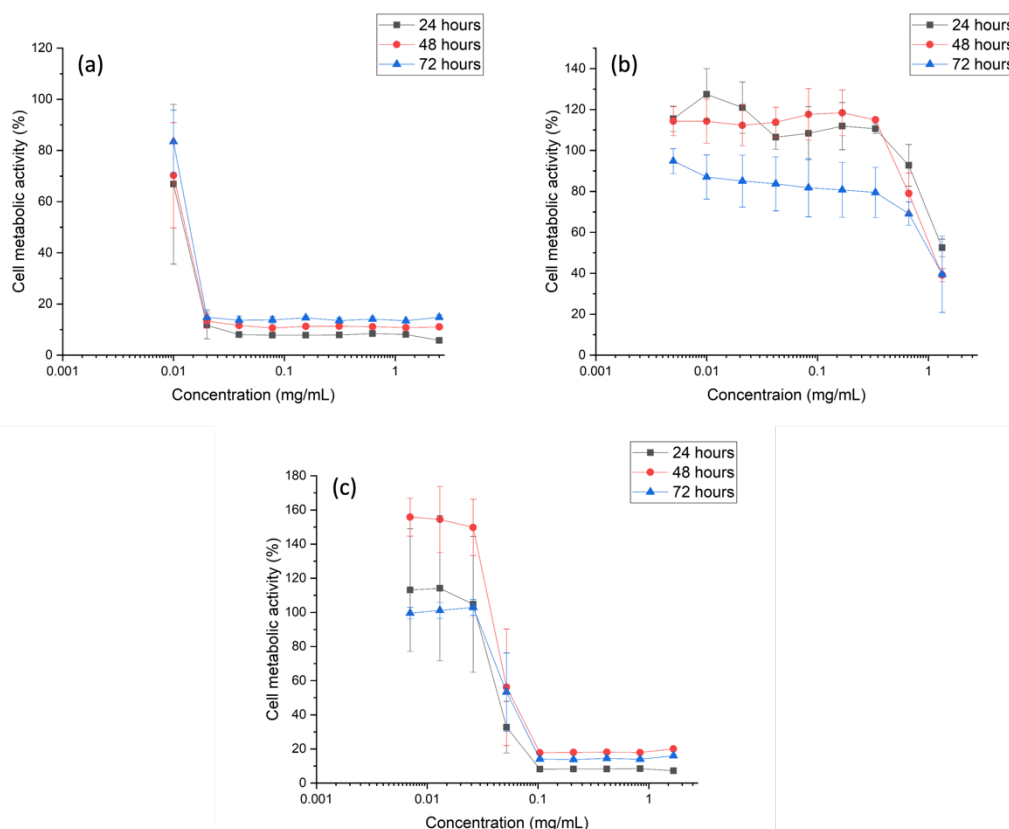 (a)
24 hours
48 hours
72 hours
120
100
80
60
40
20
0
Cell metabolic activity (%)
0.001
0.01
0.1
1
Concentration (mg/mL)
(b)
24 hours
48 hours
72 hours
140
120
100
80
60
40
20
0
Cell metabolic activity (%)
0.001
0.01
0.1
1
Concentraion (mg/mL)
(c)
24 hours
48 hours
72 hours
180
160
140
120
100
80
60
40
20
0
Cell metabolic activity (%)
0.001
0.01
0.1
1
Concentration (mg/mL)